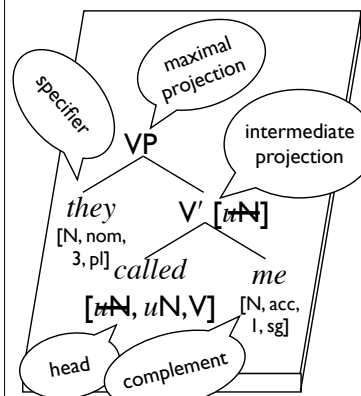 maximal
projection
specifier
VP
intermediate
projection
they
V′ [uN]
[N, nom,
3, pl]
called
me
[uN, uN,V]
[N, acc,
1, sg]
head
complement